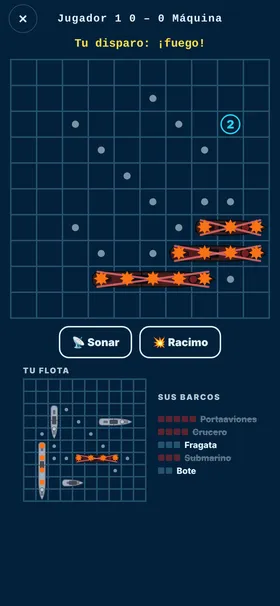 ✕
Jugador 1 0 – 0 Máquina
Tu disparo: ¡fuego!
2
📡 Sonar
💥 Racimo
TU FLOTA
SUS BARCOS
Portaaviones
Crucero
Fragata
Submarino
Bote